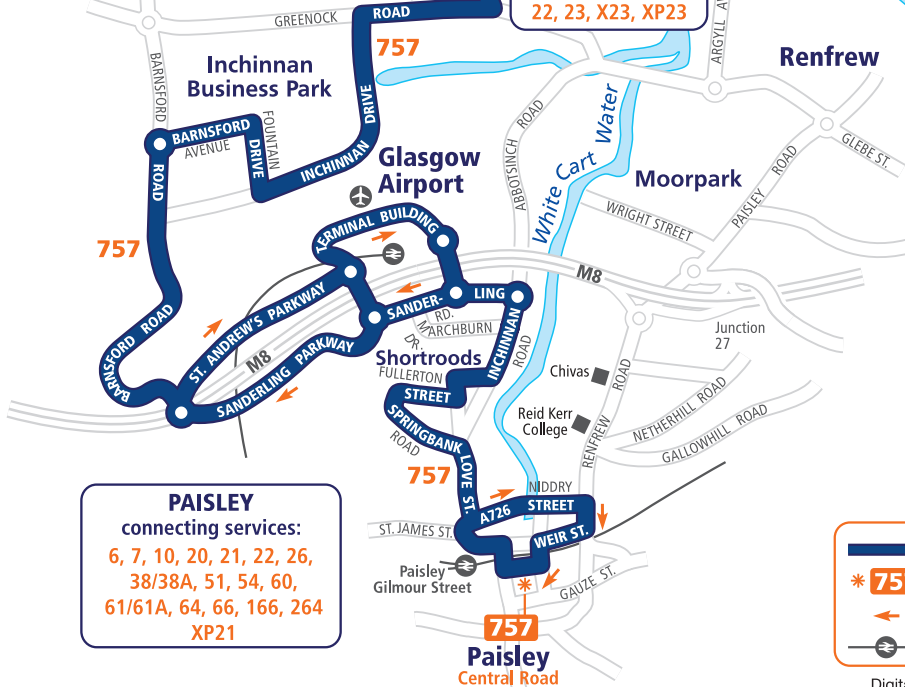 22, 23, X23, XP23
GREENOCK
ROAD
757
Inchinnan
Business Park
BARNSFORD
ARGYLL AV
Renfrew
BARNSFORD
AVENUE
FOUNTAIN
DRIVE
INCHINNAN DRIVE
ROAD
Glasgow
Airport
ABBOTSINCH ROAD
White Cart Water
Moorpark
GLEBE ST.
PAISLEY ROAD
WRIGHT STREET
TERMINAL BUILDING
757
M8
BARNSFORD ROAD
ST. ANDREW'S PARKWAY
SANDER-
LING
RD.
MARCHBURN
DR.
INCHINNAN
ROAD
M8
SANDERLING PARKWAY
Shortroods
FULLERTON
STREET
Junction
27
Chivas
Reid Kerr
College
RENFREW ROAD
NETHERHILL ROAD
GALLOWHILL ROAD
SPRINGBANK
ROAD
LOVE ST.
757
NIDDRY
A726
STREET
ST. JAMES ST.
WEIR ST.
Paisley
Gilmour Street
GAUZE ST.
PAISLEY
connecting services:
6, 7, 10, 20, 21, 22, 26,
38/38A, 51, 54, 60,
61/61A, 64, 66, 166, 264
XP21
* 757
Paisley
Central Road
* 75
Digita